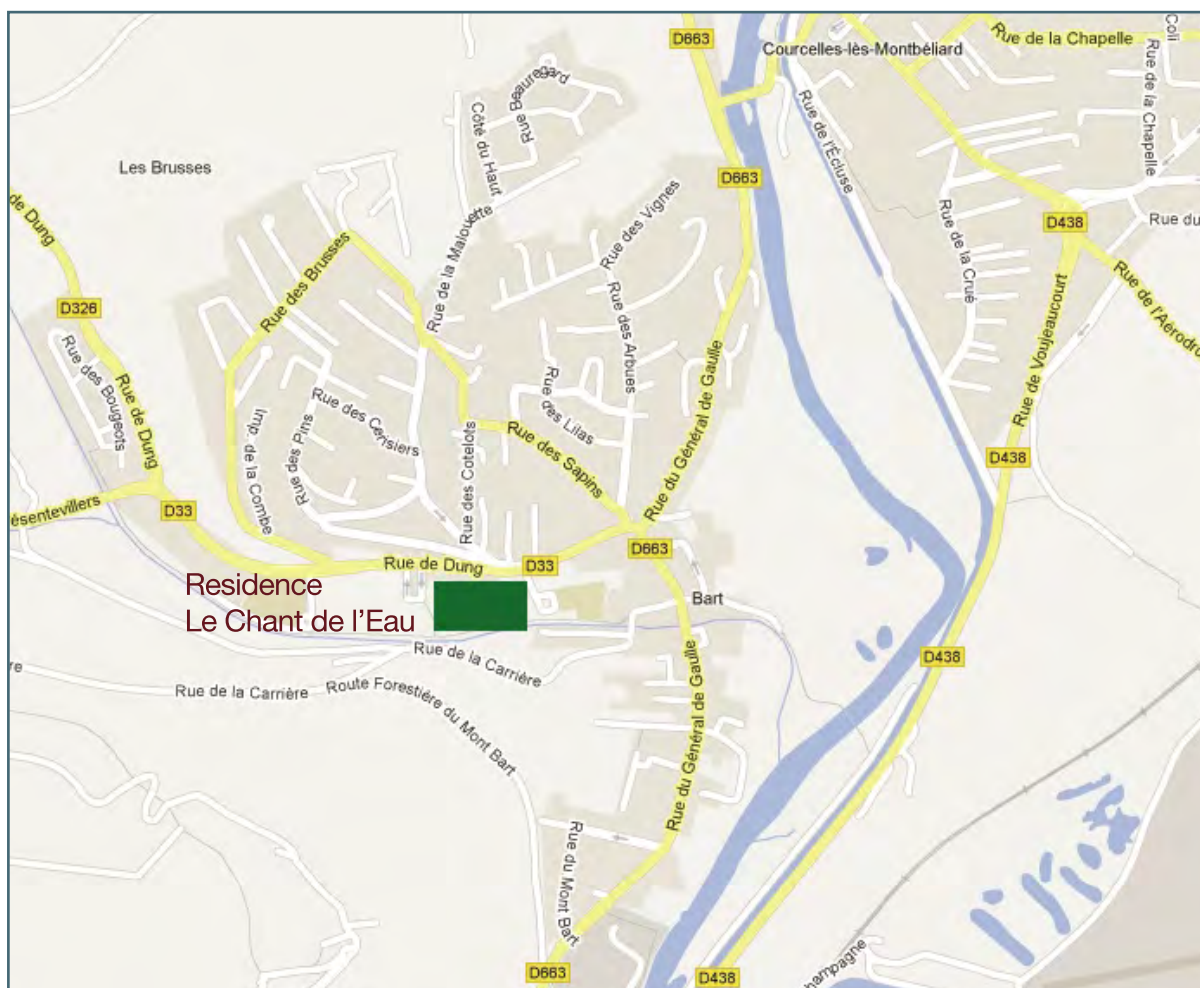 D663
Courcelles-lès-Montbéliard
Rue de la Chapelle
Coli
Rue de la Chapelle
Rue Beauregard
Côté du Haut
Rue de l'Écluse
Les Brusses
D663
de Dung
Rue des Vignes
Rue de la Crué
D438
Rue du
Rue de la Malouette
Rue des Brusses
Rue de l'Aérodro
D326
Rue de Voujeaucourt
Rue des Arbues
Rue des Bougeots
Rue de Dung
Rue du Général de Gaulle
Rue des Lilas
Rue des Cerisiers
Imp. de la Combe
Rue des Pins
Rue des Cotelots
Rue des Sapins
D438
ésentevillers
D33
Rue de Dung
D33
D663
Residence
Le Chant de l'Eau
Bart
Rue de la Carrière
D438
re
Rue de la Carrière
Route Forestière du Mont Bart
Rue du Général de Gaulle
Rue du Mont Bart
hampagne
D663
D438